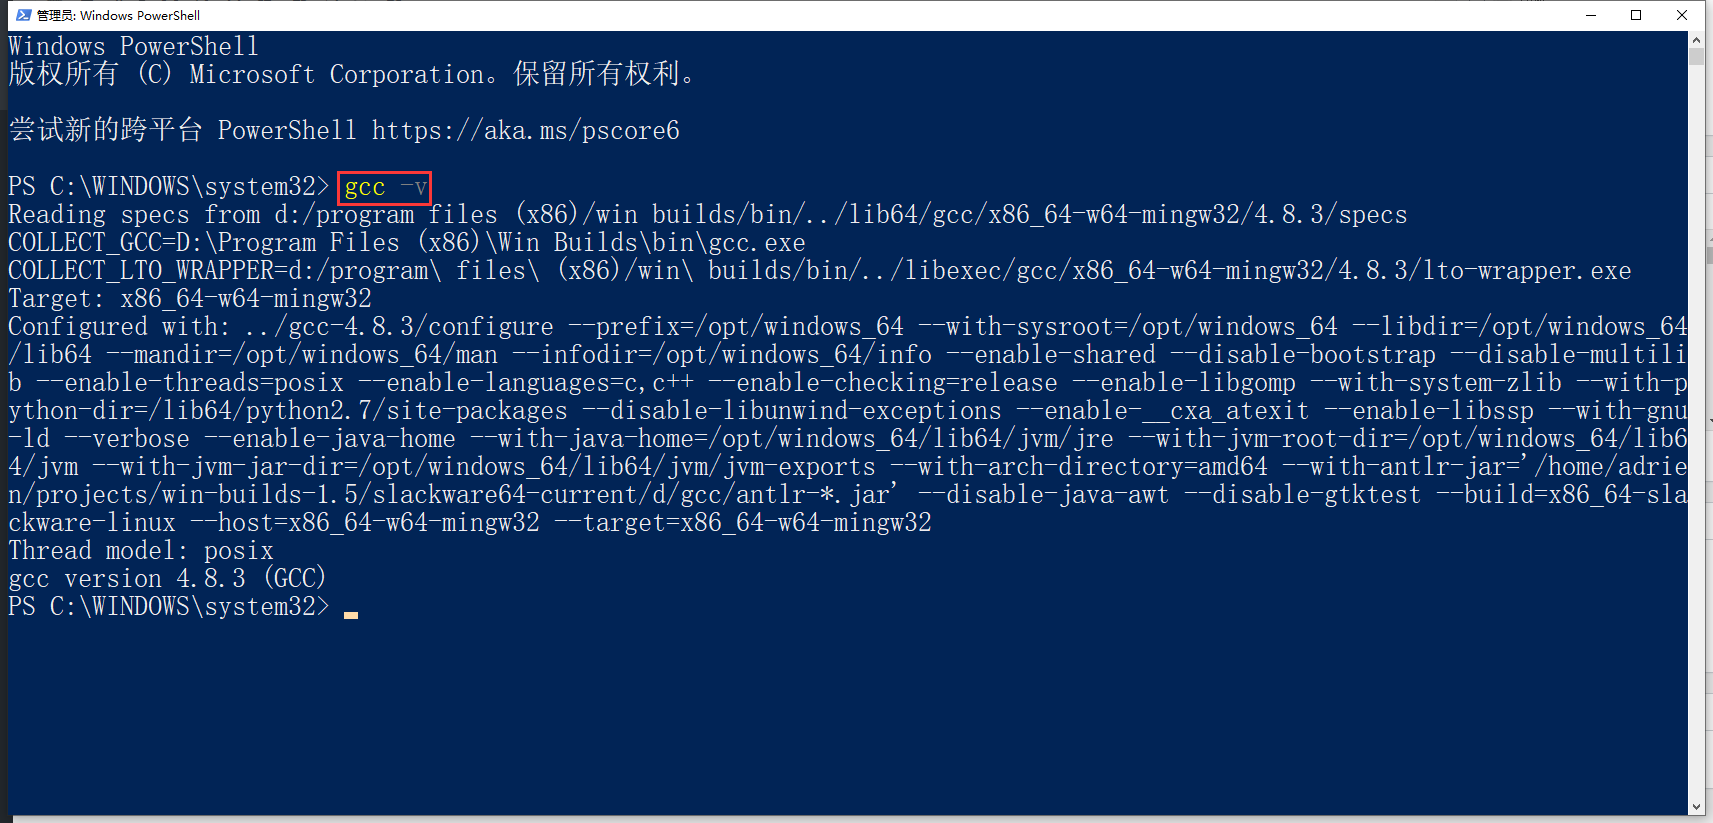 管理员: Windows PowerShell
Windows PowerShell
版权所有 (C) Microsoft Corporation。保留所有权利。
尝试新的跨平台 PowerShell https://aka.ms/pscore6
PS C:\WINDOWS\system32> gcc -v
Reading specs from d:/program files (x86)/win builds/bin/../lib64/gcc/x86_64-w64-mingw32/4.8.3/specs
COLLECT_GCC=D:\Program Files (x86)\Win Builds\bin\gcc.exe
COLLECT_LTO_WRAPPER=d:/program\ files\ (x86)/win\ builds/bin/../libexec/gcc/x86_64-w64-mingw32/4.8.3/lto-wrapper.exe
Target: x86_64-w64-mingw32
Configured with: ../gcc-4.8.3/configure --prefix=/opt/windows_64 --with-sysroot=/opt/windows_64 --libdir=/opt/windows_64
/lib64 --mandir=/opt/windows_64/man --infodir=/opt/windows_64/info --enable-shared --disable-bootstrap --disable-multili
b --enable-threads=posix --enable-languages=c,c++ --enable-checking=release --enable-libgomp --with-system-zlib --with-p
ython-dir=/lib64/python2.7/site-packages --disable-libunwind-exceptions --enable-__cxa_atexit --enable-libssp --with-gnu
-ld --verbose --enable-java-home --with-java-home=/opt/windows_64/lib64/jvm/jre --with-jvm-root-dir=/opt/windows_64/lib6
4/jvm --with-jvm-jar-dir=/opt/windows_64/lib64/jvm/jvm-exports --with-arch-directory=amd64 --with-antlr-jar='/home/adrie
n/projects/win-builds-1.5/slackware64-current/d/gcc/antlr-*.jar' --disable-java-awt --disable-gtktest --build=x86_64-sla
ckware-linux --host=x86_64-w64-mingw32 --target=x86_64-w64-mingw32
Thread model: posix
gcc version 4.8.3 (GCC)
PS C:\WINDOWS\system32>